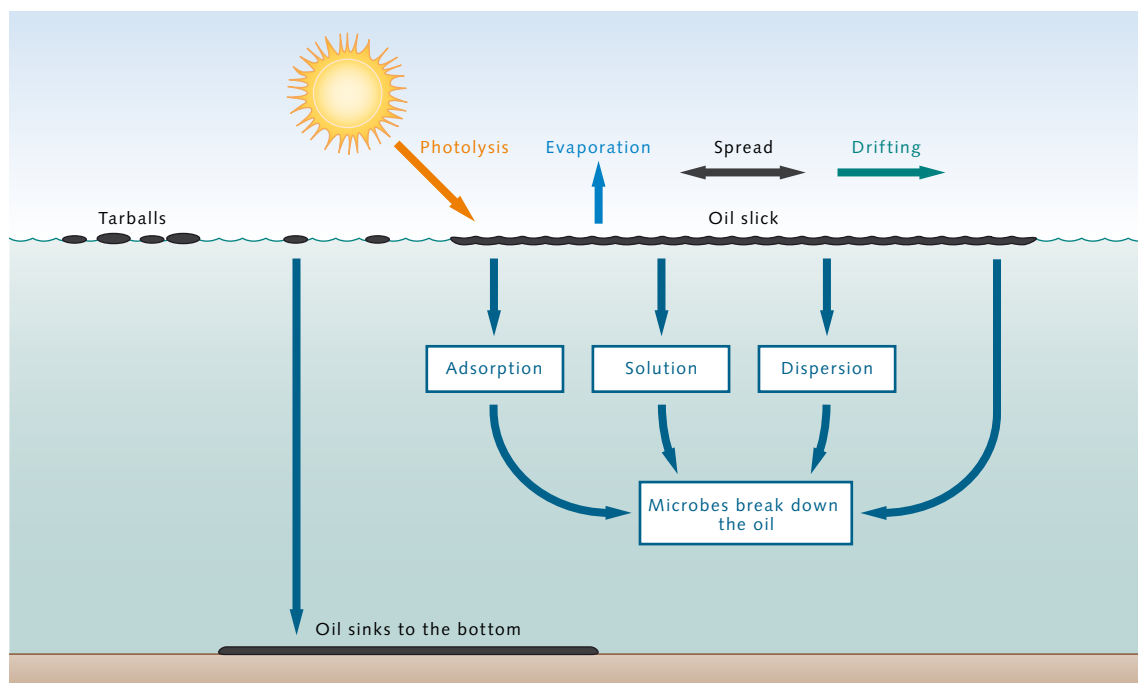 Photolysis
Evaporation
Spread
Drifting
Tarballs
Oil slick
Adsorption
Solution
Dispersion
Microbes break down
the oil
Oil sinks to the bottom